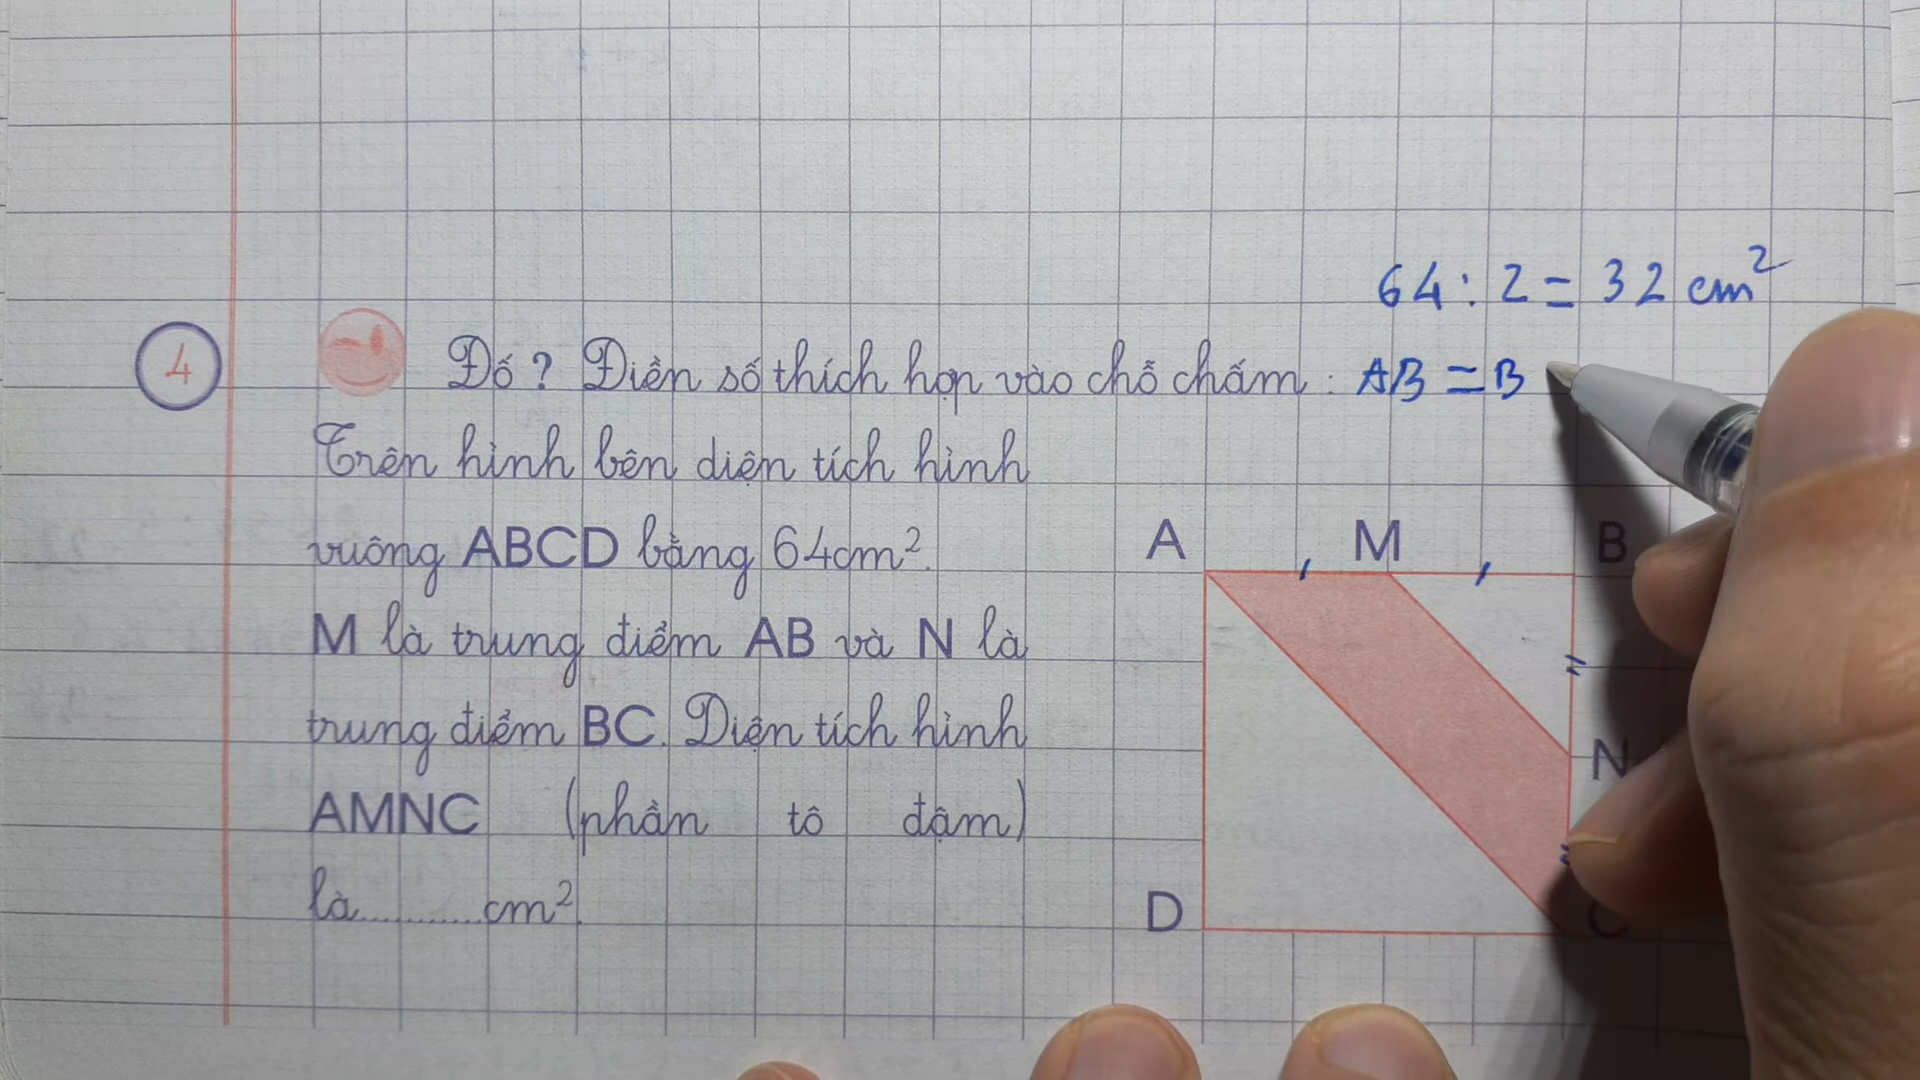 64 : 2 = 32 cm²
4
Đố? Điền số thích hợp vào chỗ chấm: AB = B
Trên hình bên diện tích hình
vuông ABCD bằng 64cm².
M là trung điểm AB và N là
trung điểm BC. Diện tích hình
AMNC (phần tô đậm)
là...........cm².
A M B
N
D C